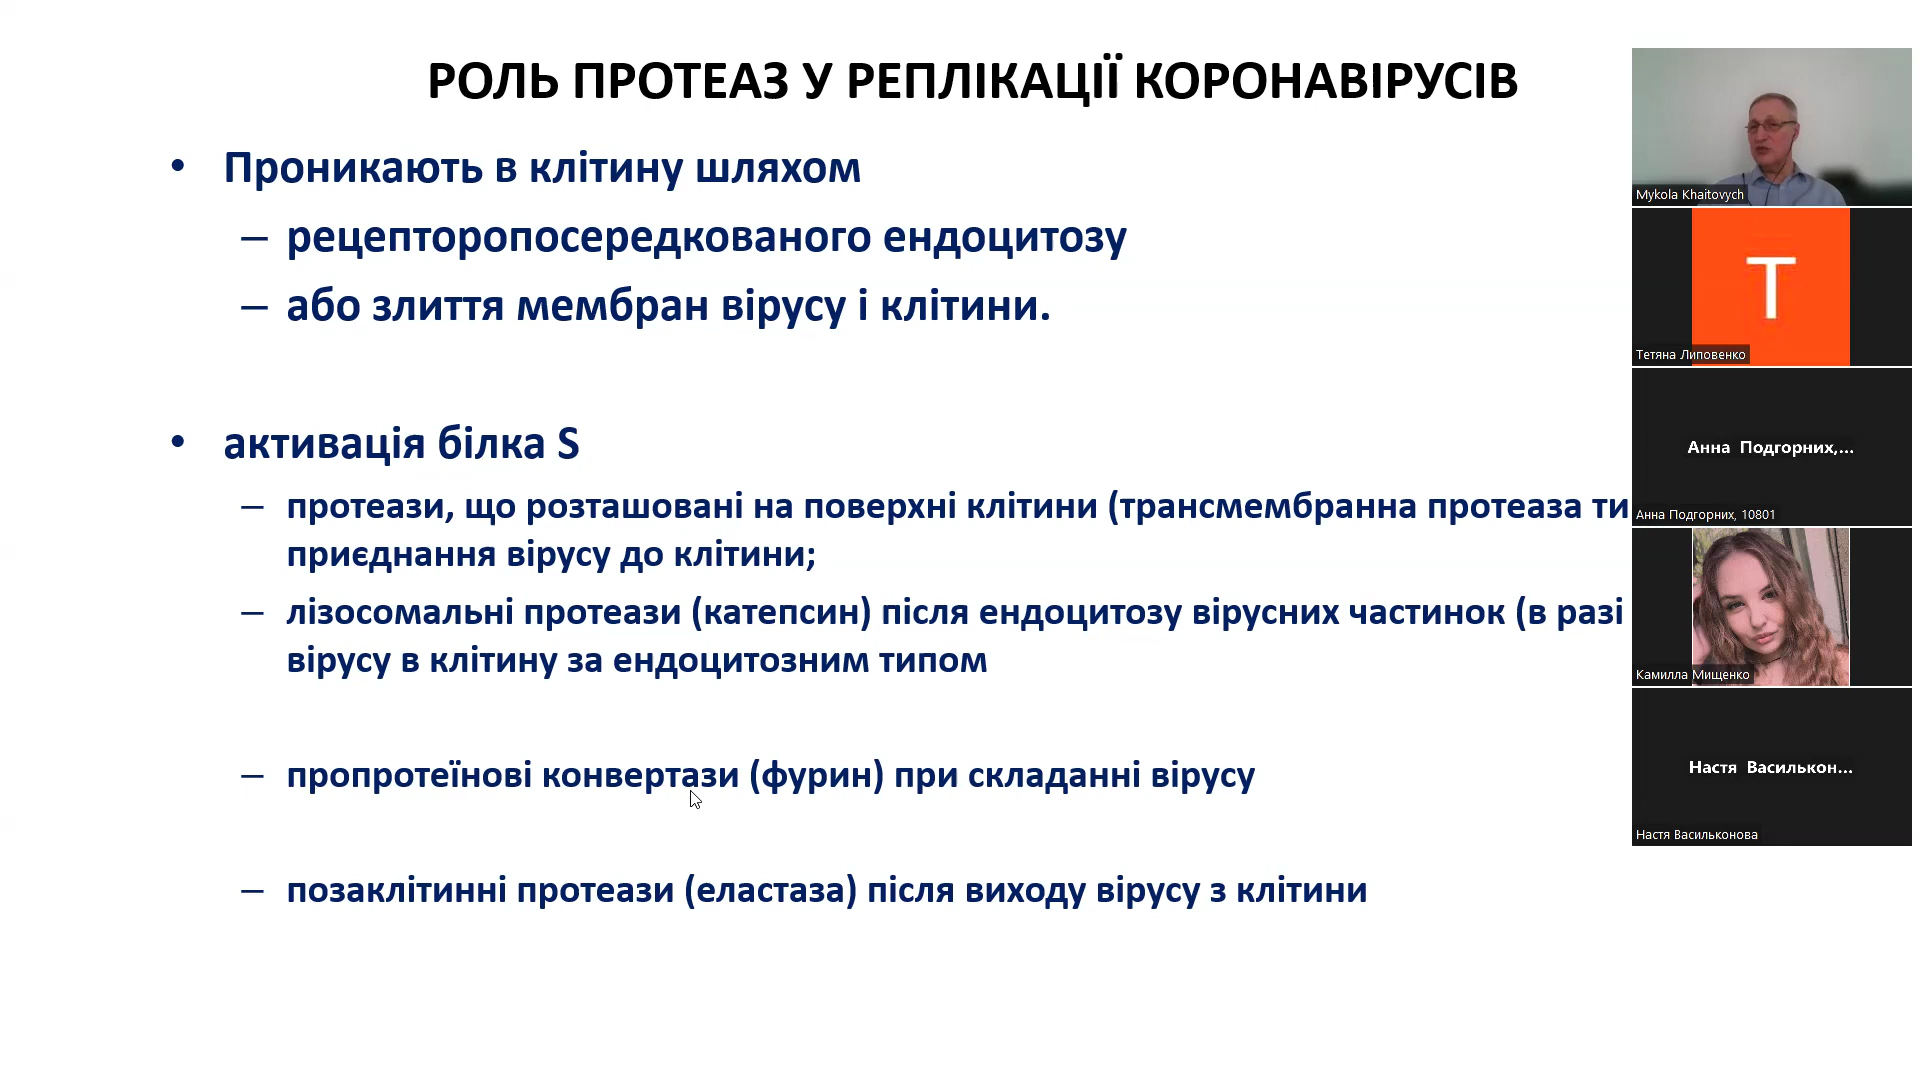 РОЛЬ ПРОТЕАЗ У РЕПЛІКАЦІЇ КОРОНАВІРУСІВ
• Проникають в клітину шляхом
– рецепторопосередкованого ендоцитозу
– або злиття мембран вірусу і клітини.
• активація білка S
– протеази, що розташовані на поверхні клітини (трансмембранна протеаза ти
приєднання вірусу до клітини;
– лізосомальні протеази (катепсин) після ендоцитозу вірусних частинок (в разі
вірусу в клітину за ендоцитозним типом
– пропротеїнові конвертази (фурин) при складанні вірусу
– позаклітинні протеази (еластаза) після виходу вірусу з клітини
Mykola Khaitovych
T
Тетяна Липовенко
Анна Подгорних,...
Анна Подгорних, 10801
Камилла Мищенко
Настя Василькон...
Настя Васильконова